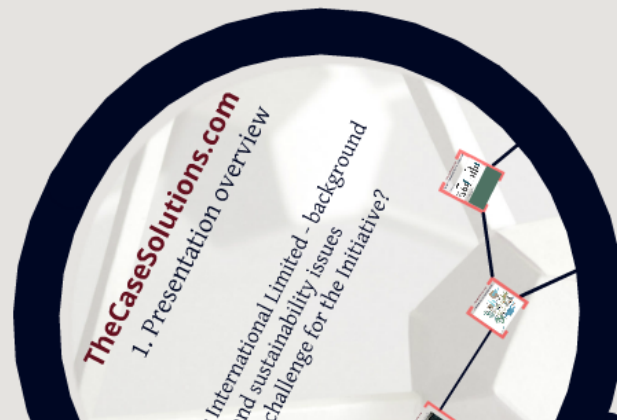 TheCaseSolutions.com
1. Presentation overview
International Limited - background
and sustainability issues
challenge for the Initiative?